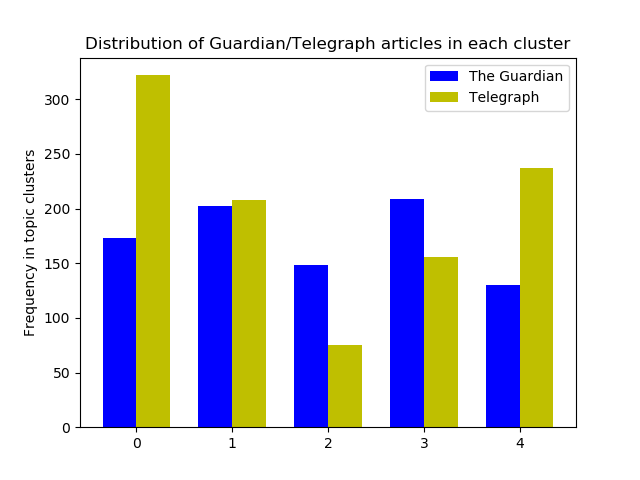 Distribution of Guardian/Telegraph articles in each cluster
The Guardian
Telegraph
Frequency in topic clusters
300
250
200
150
100
50
0
0 1 2 3 4